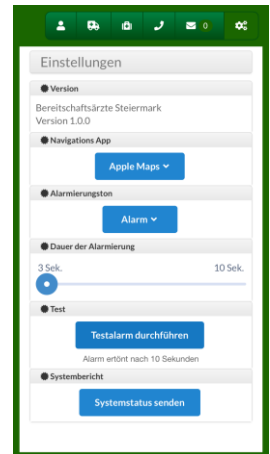 0
Einstellungen
Version
Bereitschaftsärzte Steiermark
Version 1.0.0
Navigations App
Apple Maps
Alarmierungston
Alarm
Dauer der Alarmierung
3 Sek. 10 Sek.
Test
Testalarm durchführen
Alarm ertönt nach 10 Sekunden
Systembericht
Systemstatus senden